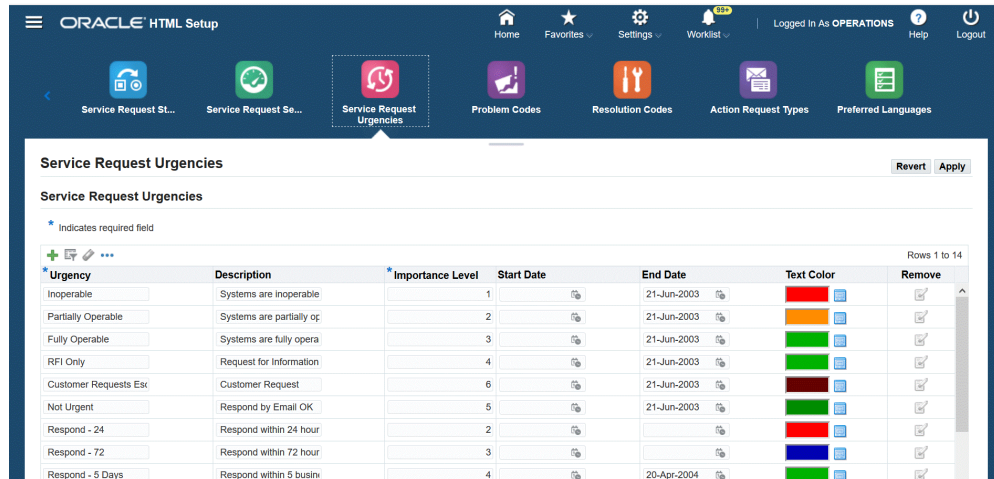 ORACLE HTML Setup
99+
Home Favorites Settings Worklist Logged In As OPERATIONS Help Logout
Service Request St... Service Request Se... Service Request Urgencies Problem Codes Resolution Codes Action Request Types Preferred Languages
Service Request Urgencies
Revert Apply
Service Request Urgencies
* Indicates required field
Rows 1 to 14
* Urgency Description * Importance Level Start Date End Date Text Color Remove
Inoperable Systems are inoperable 1 21-Jun-2003
Partially Operable Systems are partially op 2 21-Jun-2003
Fully Operable Systems are fully opera 3 21-Jun-2003
RFI Only Request for Information 4 21-Jun-2003
Customer Requests Esc Customer Request 6 21-Jun-2003
Not Urgent Respond by Email OK 5 21-Jun-2003
Respond - 24 Respond within 24 hour 2
Respond - 72 Respond within 72 hour 3
Respond - 5 Days Respond within 5 busine 4 20-Apr-2004